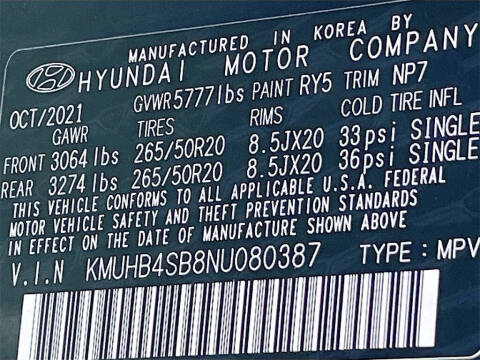 MANUFACTURED IN KOREA BY
HYUNDAI MOTOR COMPANY
OCT/2021 GVWR 5777lbs PAINT RY5 TRIM NP7
GAWR TIRES RIMS COLD TIRE INFL
FRONT 3064 lbs 265/50R20 8.5JX20 33psi SINGLE
REAR 3274 lbs 265/50R20 8.5JX20 36psi SINGLE
THIS VEHICLE CONFORMS TO ALL APPLICABLE U.S.A. FEDERAL
MOTOR VEHICLE SAFETY AND THEFT PREVENTION STANDARDS
IN EFFECT ON THE DATE OF MANUFACTURE SHOWN ABOVE
V.I.N KMUHB4SB8NU080387 TYPE : MPV